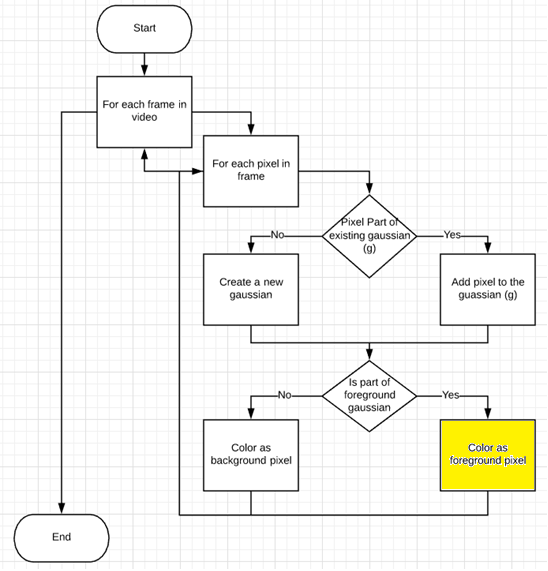 Start
For each frame in
video
For each pixel in
frame
Pixel Part of
existing gaussian
(g)
No
Yes
Create a new
gaussian
Add pixel to the
guassian (g)
Is part of
foreground
gaussian
No
Yes
Color as
background pixel
Color as
foreground pixel
End